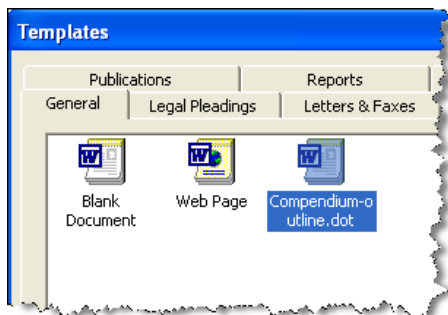 Templates
Publications Reports
General Legal Pleadings Letters & Faxes
Blank Web Page Compendium-o
Document utline.dot